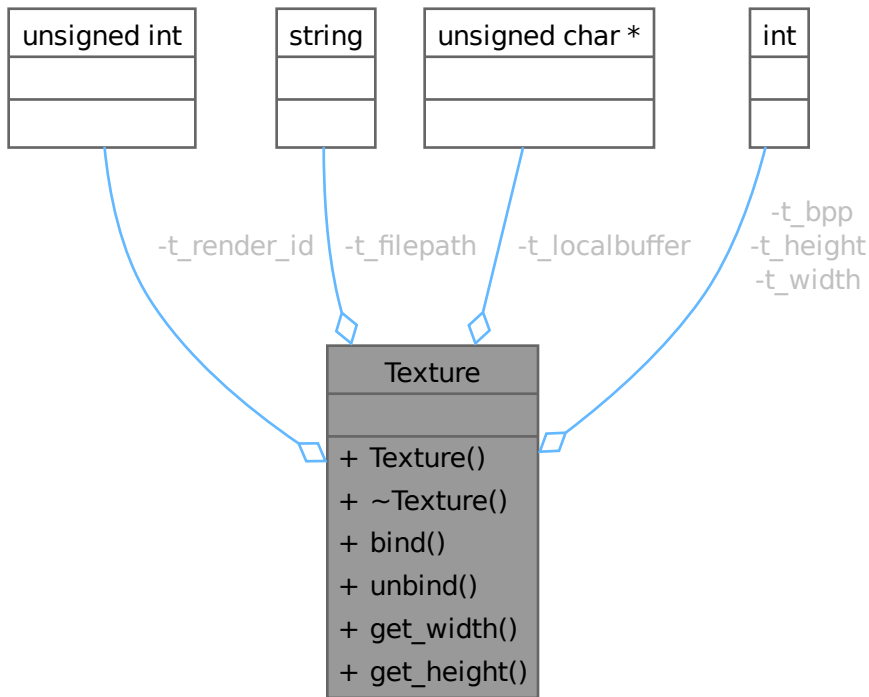 unsigned int
string
unsigned char *
int
-t_render_id
-t_filepath
-t_localbuffer
-t_bpp
-t_height
-t_width
Texture
+ Texture()
+ ~Texture()
+ bind()
+ unbind()
+ get_width()
+ get_height()